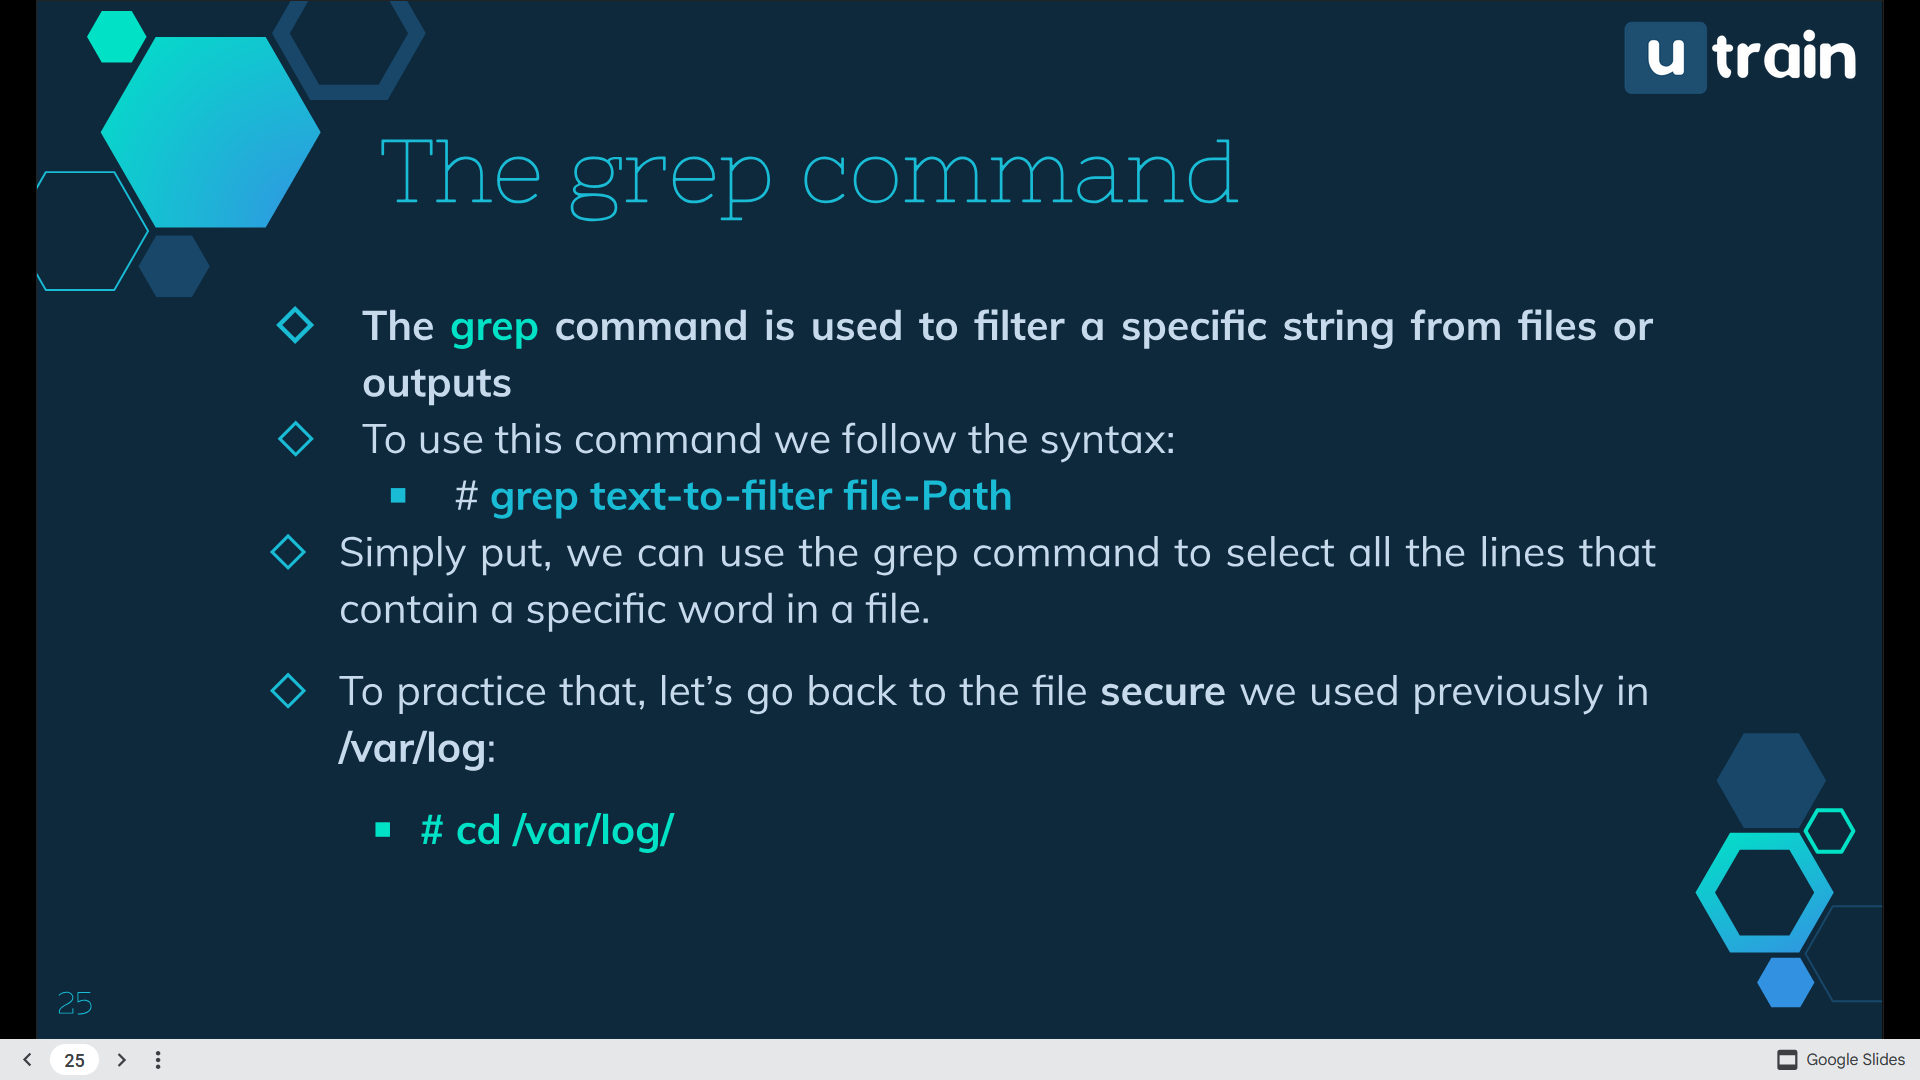 u train
The grep command
The grep command is used to filter a specific string from files or
outputs
To use this command we follow the syntax:
# grep text-to-filter file-Path
Simply put, we can use the grep command to select all the lines that
contain a specific word in a file.
To practice that, let’s go back to the file secure we used previously in
/var/log:
# cd /var/log/
25
25
Google Slides